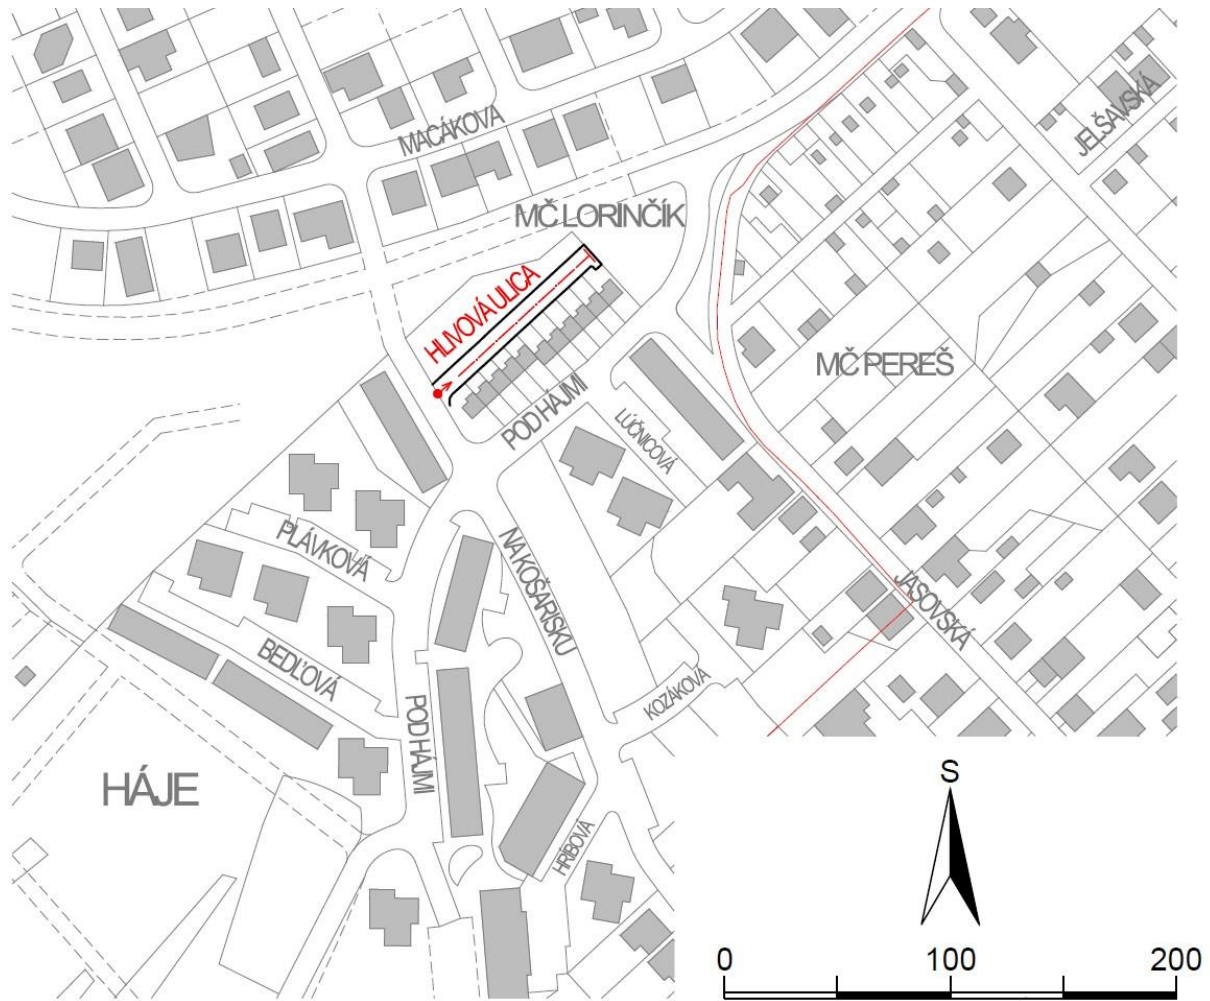 MACÁKOVA
JELŠAVSKÁ
MČ LORINČÍK
HLIVOVÁ ULICA
MČ PEREŠ
POD HÁJMI
LÚČNICOVÁ
PLÁVKOVÁ
NA KOŠARISKU
JASOVSKÁ
BEDĽOVÁ
KOZÁKOVÁ
POD HÁJMI
HÁJE
HRÍBOVÁ
S
0 100 200